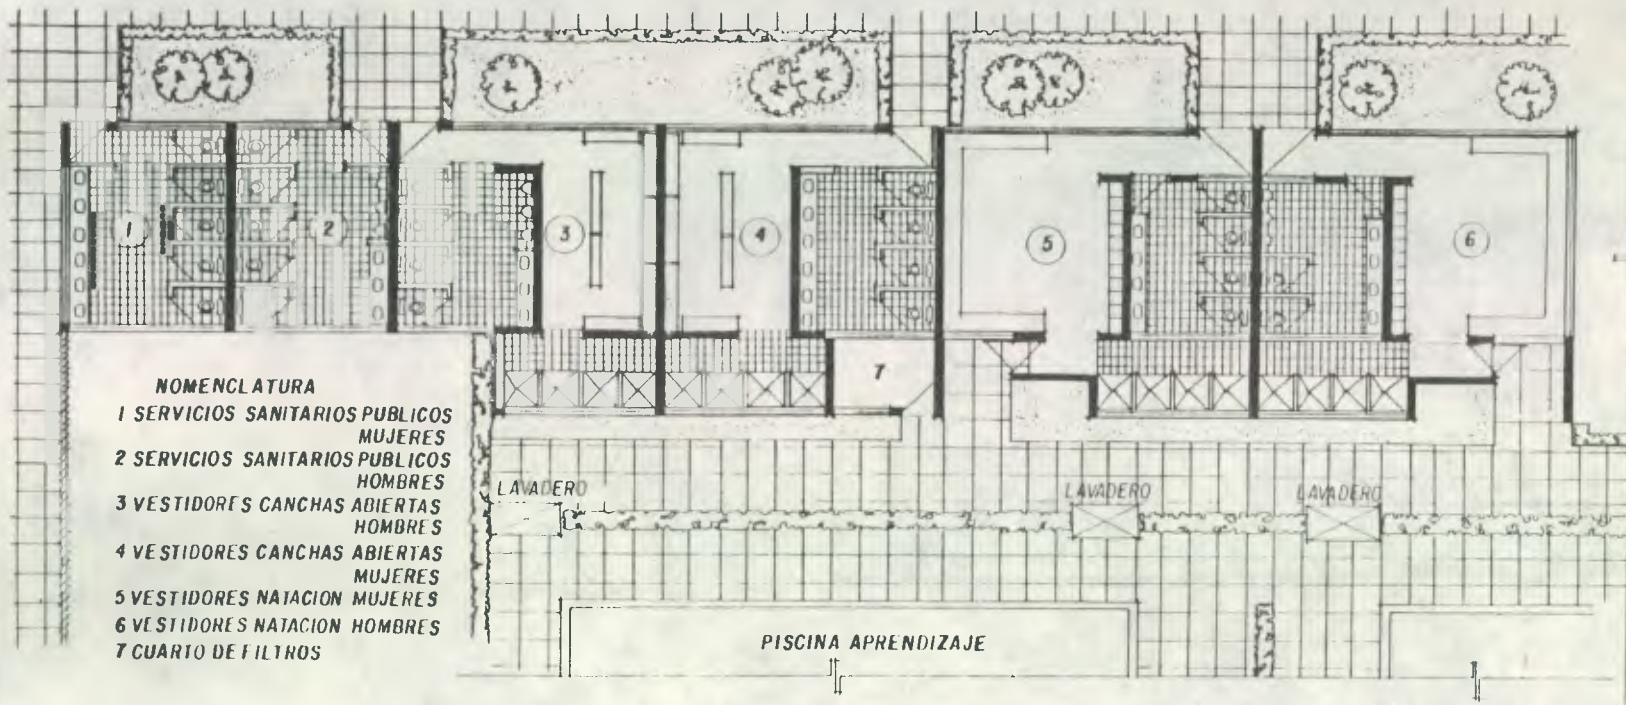 1
2
3
4
5
6
7
NOMENCLATURA
1 SERVICIOS SANITARIOS PUBLICOS
MUJERES
2 SERVICIOS SANITARIOS PUBLICOS
HOMBRES
3 VESTIDORES CANCHAS ABIERTAS
HOMBRES
4 VESTIDORES CANCHAS ABIERTAS
MUJERES
5 VESTIDORES NATACION MUJERES
6 VESTIDORES NATACION HOMBRES
7 CUARTO DE FILTROS
LAVADERO
LAVADERO
LAVADERO
PISCINA APRENDIZAJE